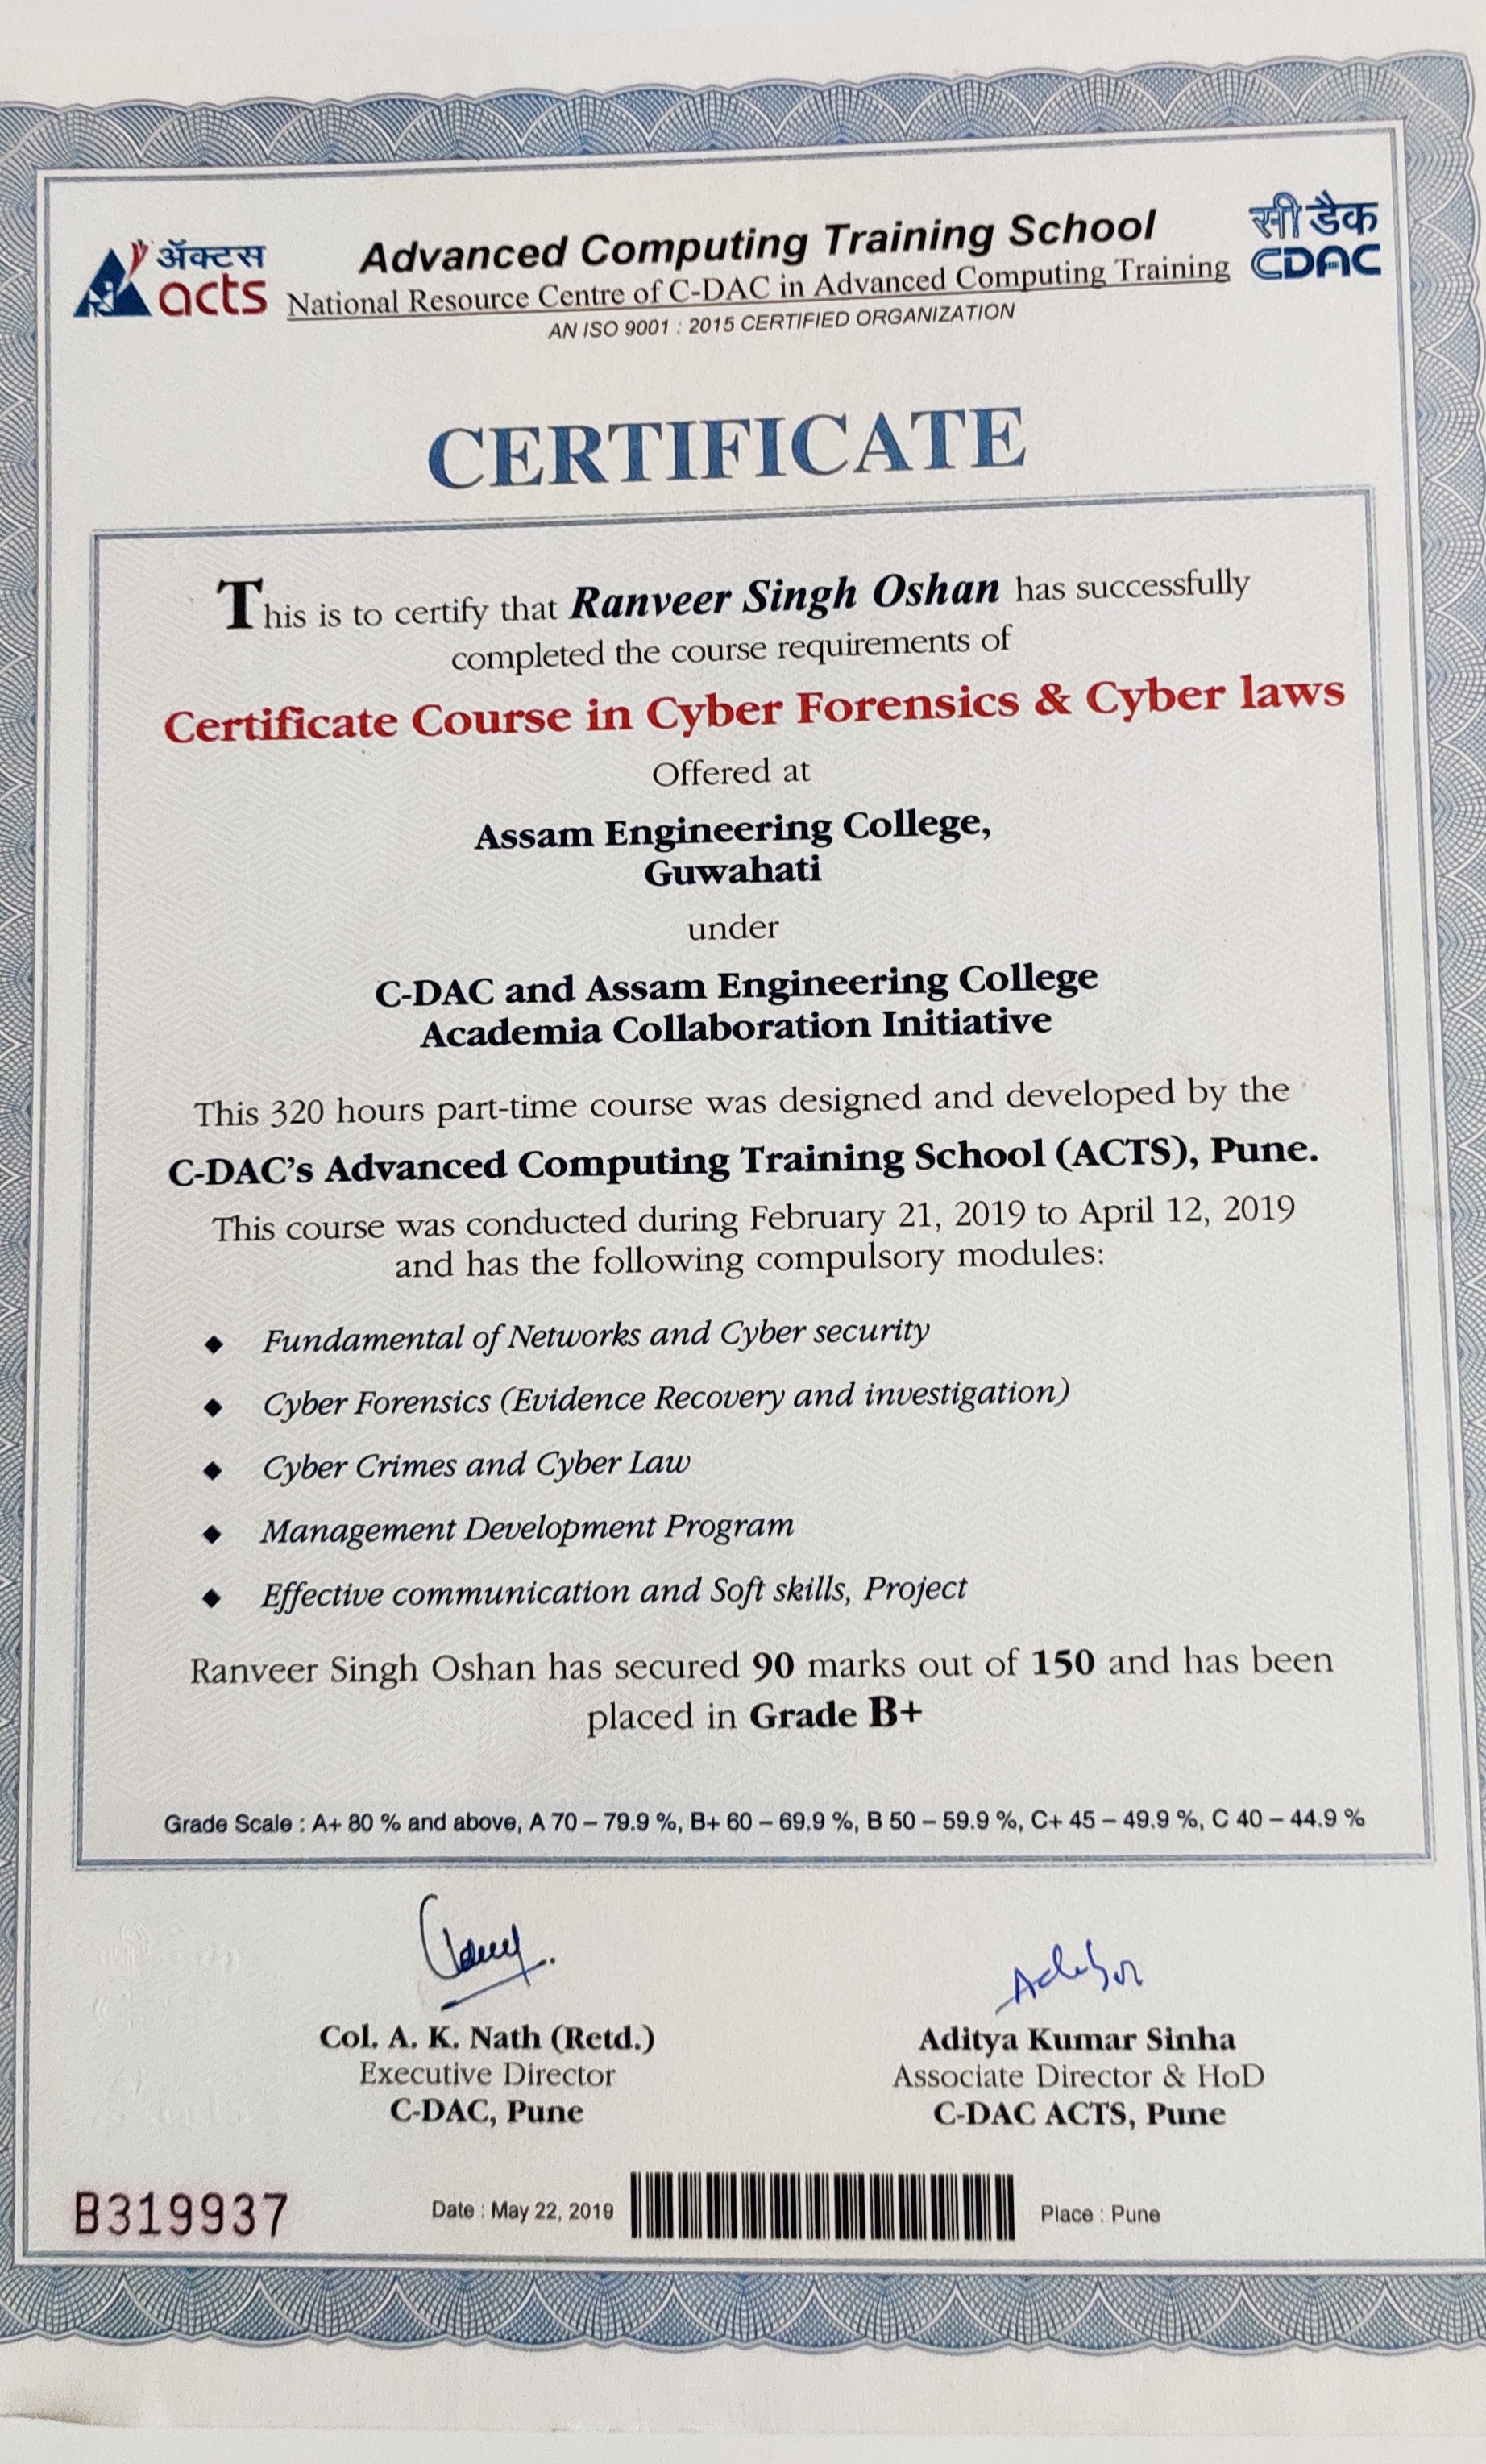 ॲक्टस
acts
Advanced Computing Training School
National Resource Centre of C-DAC in Advanced Computing Training
AN ISO 9001 : 2015 CERTIFIED ORGANIZATION
सी डैक
CDAC
CERTIFICATE
This is to certify that Ranveer Singh Oshan has successfully
completed the course requirements of
Certificate Course in Cyber Forensics & Cyber laws
Offered at
Assam Engineering College,
Guwahati
under
C-DAC and Assam Engineering College
Academia Collaboration Initiative
This 320 hours part-time course was designed and developed by the
C-DAC's Advanced Computing Training School (ACTS), Pune.
This course was conducted during February 21, 2019 to April 12, 2019
and has the following compulsory modules:
◆ Fundamental of Networks and Cyber security
◆ Cyber Forensics (Evidence Recovery and investigation)
◆ Cyber Crimes and Cyber Law
◆ Management Development Program
◆ Effective communication and Soft skills, Project
Ranveer Singh Oshan has secured 90 marks out of 150 and has been
placed in Grade B+
Grade Scale : A+ 80 % and above, A 70 – 79.9 %, B+ 60 – 69.9 %, B 50 – 59.9 %, C+ 45 – 49.9 %, C 40 – 44.9 %
Col. A. K. Nath (Retd.)
Executive Director
C-DAC, Pune
Aditya Kumar Sinha
Associate Director & HoD
C-DAC ACTS, Pune
B319937
Date : May 22, 2019
Place : Pune